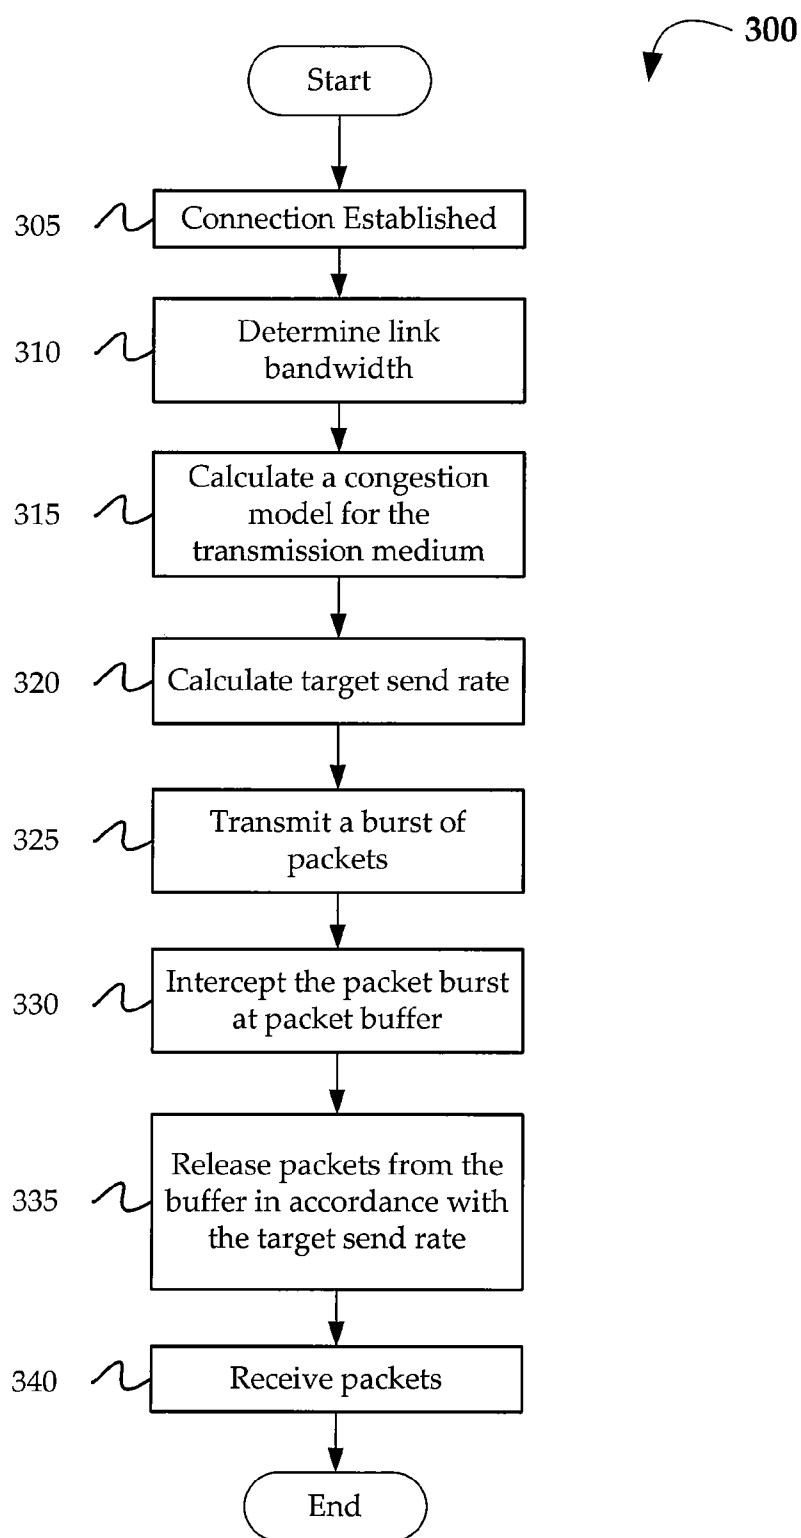 300
Start
305
Connection Established
310
Determine link
bandwidth
315
Calculate a congestion
model for the
transmission medium
320
Calculate target send rate
325
Transmit a burst of
packets
330
Intercept the packet burst
at packet buffer
335
Release packets from the
buffer in accordance with
the target send rate
340
Receive packets
End